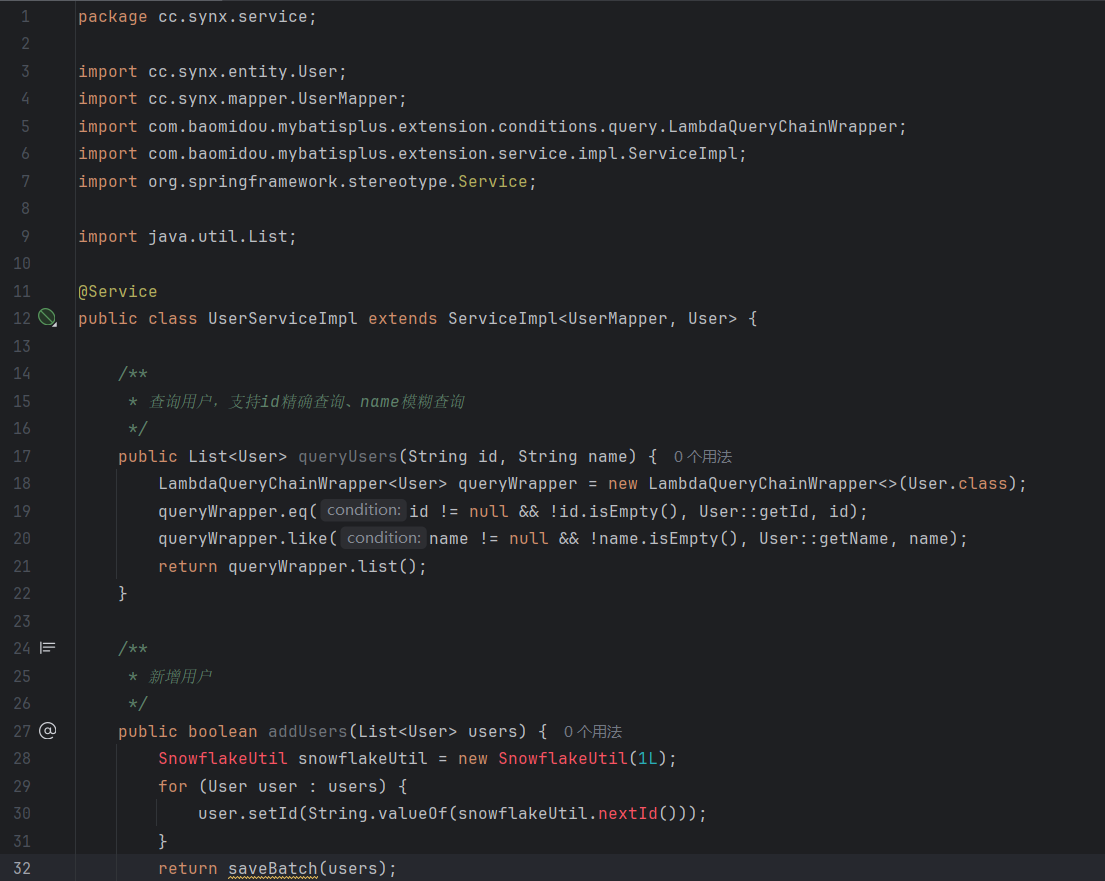 1 package cc.synx.service;
2
3 import cc.synx.entity.User;
4 import cc.synx.mapper.UserMapper;
5 import com.baomidou.mybatisplus.extension.conditions.query.LambdaQueryChainWrapper;
6 import com.baomidou.mybatisplus.extension.service.impl.ServiceImpl;
7 import org.springframework.stereotype.Service;
8
9 import java.util.List;
10
11 @Service
12 public class UserServiceImpl extends ServiceImpl<UserMapper, User> {
13
14     /**
15      * 查询用户，支持id精确查询、name模糊查询
16      */
17     public List<User> queryUsers(String id, String name) { 0 个用法
18         LambdaQueryChainWrapper<User> queryWrapper = new LambdaQueryChainWrapper<>(User.class);
19         queryWrapper.eq( condition: id != null && !id.isEmpty(), User::getId, id);
20         queryWrapper.like( condition: name != null && !name.isEmpty(), User::getName, name);
21         return queryWrapper.list();
22     }
23
24     /**
25      * 新增用户
26      */
27 @   public boolean addUsers(List<User> users) { 0 个用法
28         SnowflakeUtil snowflakeUtil = new SnowflakeUtil(1L);
29         for (User user : users) {
30             user.setId(String.valueOf(snowflakeUtil.nextId()));
31         }
32         return saveBatch(users);